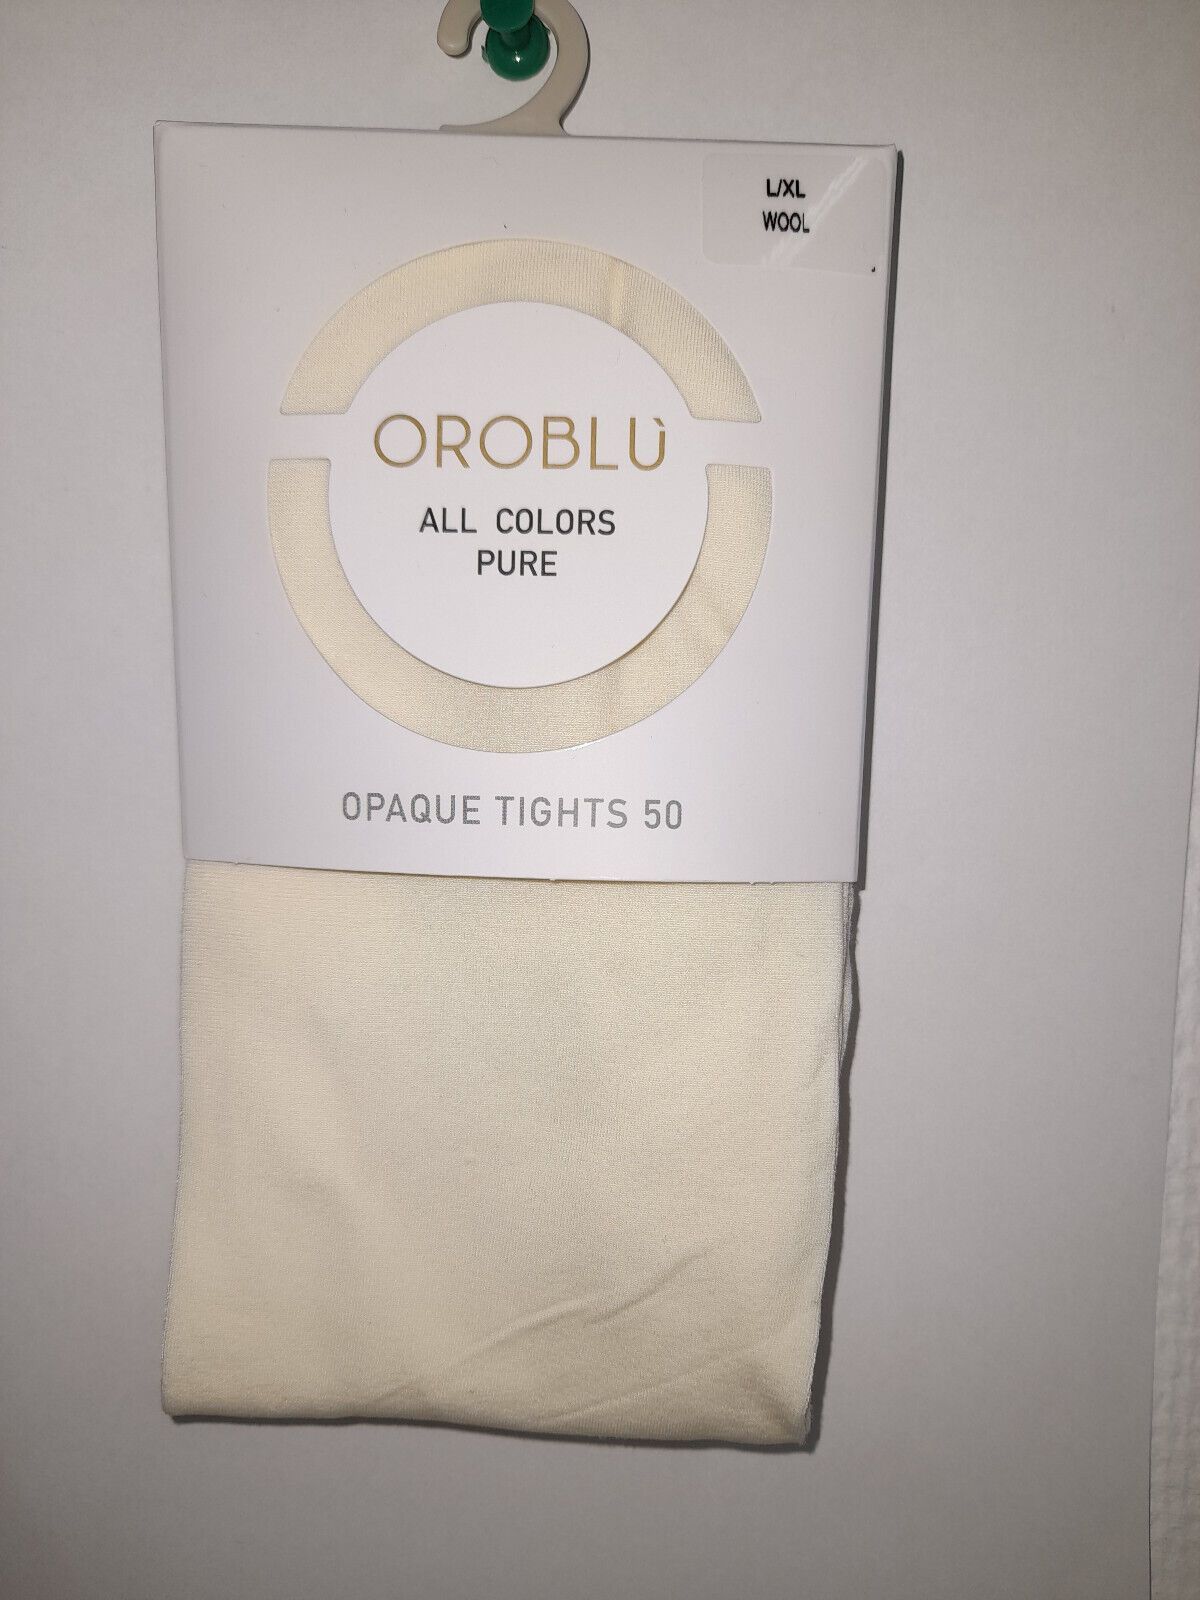 L/XL
WOOL
OROBLÙ
ALL COLORS
PURE
OPAQUE TIGHTS 50